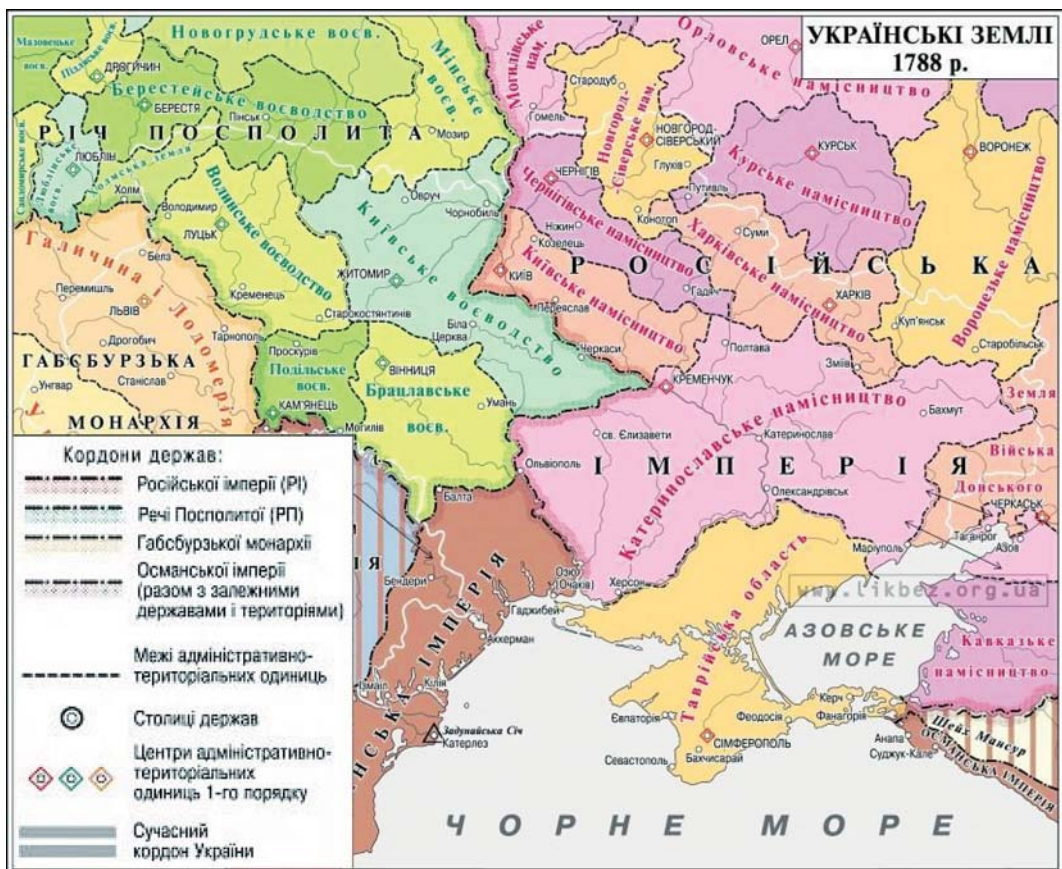 УКРАЇНСЬКІ ЗЕМЛІ
1788 р.
Мазовецьке
воєв.
Підляське воєв.
ДРОГИЧИН
Новогрудське воєв.
Мінське
воєв.
Берестейське воєводство
БЕРЕСТЯ
Пінськ
Мозир
РІЧ ПОСПОЛИТА
Сандомирське воєв.
Люблінське
воєв.
ЛЮБЛІН
Холмська земля
Холм
Могилівське
нам.
Гомель
Орловське намісництво
ОРЕЛ
Стародуб
Новгород
Сіверське нам.
НОВГОРОД-
СІВЕРСЬКИЙ
Глухів
Путивль
Конотоп
КУРСЬК
Курське намісництво
ВОРОНЕЖ
Воронезьке намісництво
ЧЕРНІГІВ
Чернігівське намісництво
Ніжин
Козелець
Гадяч
Суми
Харківське намісництво
ХАРКІВ
Куп'янськ
Старобільськ
Зміїв
РОСІЙСЬКА
Володимир
ЛУЦЬК
Волинське воєводство
Кременець
Старокостянтинів
Овруч
Чорнобиль
ЖИТОМИР
Київське воєводство
Біла
Церква
Черкаси
КИЇВ
Київське намісництво
Переяслав
Полтава
КРЕМЕНЧУК
Галичина і Лодомерія
Белз
Перемишль
ЛЬВІВ
Дрогобич
Тарнополь
ГАБСБУРЗЬКА
Станіслав
Унгвар
МОНАРХІЯ
Проскурів
Подільське
воєв.
КАМ'ЯНЕЦЬ
Могилів
ВІННИЦЯ
Брацлавське
воєв.
Умань
Балта
св. Єлизавети
Ольвіополь
Катеринославське намісництво
Катеринослав
Бахмут
ІМПЕРІЯ
Олександрівськ
Земля
Війська
Донського
ЧЕРКАСЬК
Таганрог
Азов
Маріуполь
www.likbez.org.ua
Бендери
Озю
(Очаків)
Гаджибей
Херсон
Аккерман
Ізмаїл
Кілія
Задунайська Січ
Катерлез
НСЬКА ІМПЕРІЯ
Таврійська область
АЗОВСЬКЕ
МОРЕ
Кавказьке
намісництво
Керч
Фанагорія
Феодосія
Євпаторія
СІМФЕРОПОЛЬ
Бахчисарай
Севастополь
Анапа
Суджук-Кале
Шейх Мансур
ОСМАНСЬКА ІМПЕРІЯ
ЧОРНЕ МОРЕ
Кордони держав:
Російської імперії (РІ)
Речі Посполитої (РП)
Габсбурзької монархії
Османської імперії
(разом з залежними
державами і територіями)
Межі адміністративно-
територіальних одиниць
Столиці держав
Центри адміністративно-
територіальних
одиниць 1-го порядку
Сучасний
кордон України